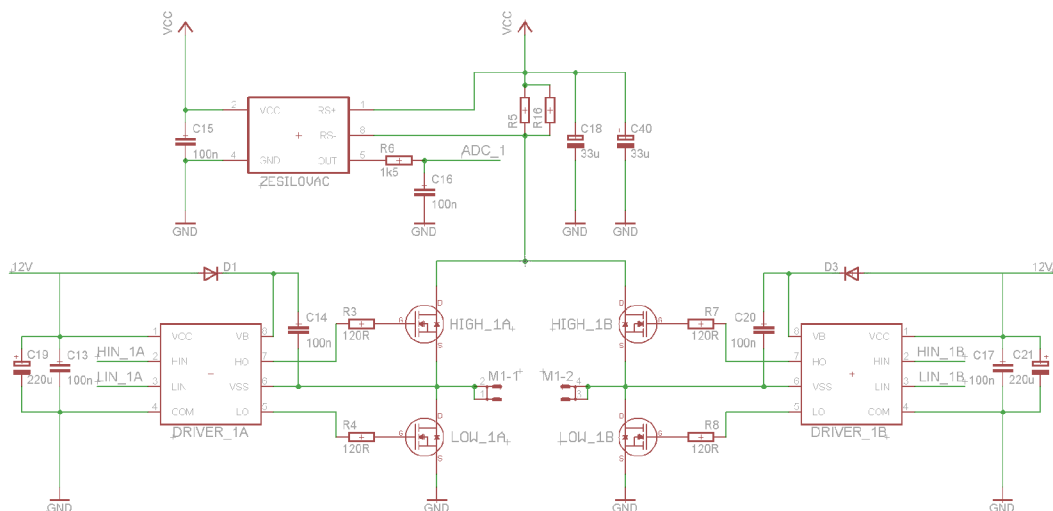 VCC
VCC
2
VCC
RS+
1
RS-
8
4
GND
OUT
5
C15
100n
ZESILOVAC
R6
1k5
ADC_1
C16
100n
R5
R16
C18
33u
C40
33u
GND
GND
GND
GND
12V
D1
D3
12V
C14
100n
C20
100n
R3
120R
HIGH_1A
D
G
S
HIGH_1B
D
G
S
R7
120R
C19
220u
C13
100n
HIN_1A
LIN_1A
1
VCC
VB
8
2
HIN
HO
7
3
LIN
VSS
6
4
COM
LO
5
DRIVER_1A
M1-1
2
1
M1-2
4
3
8
VB
VCC
1
7
HO
HIN
2
6
VSS
LIN
3
5
LO
COM
4
DRIVER_1B
HIN_1B
LIN_1B
C17
100n
C21
220u
R4
120R
LOW_1A
D
G
S
LOW_1B
D
G
S
R8
120R
GND
GND
GND
GND